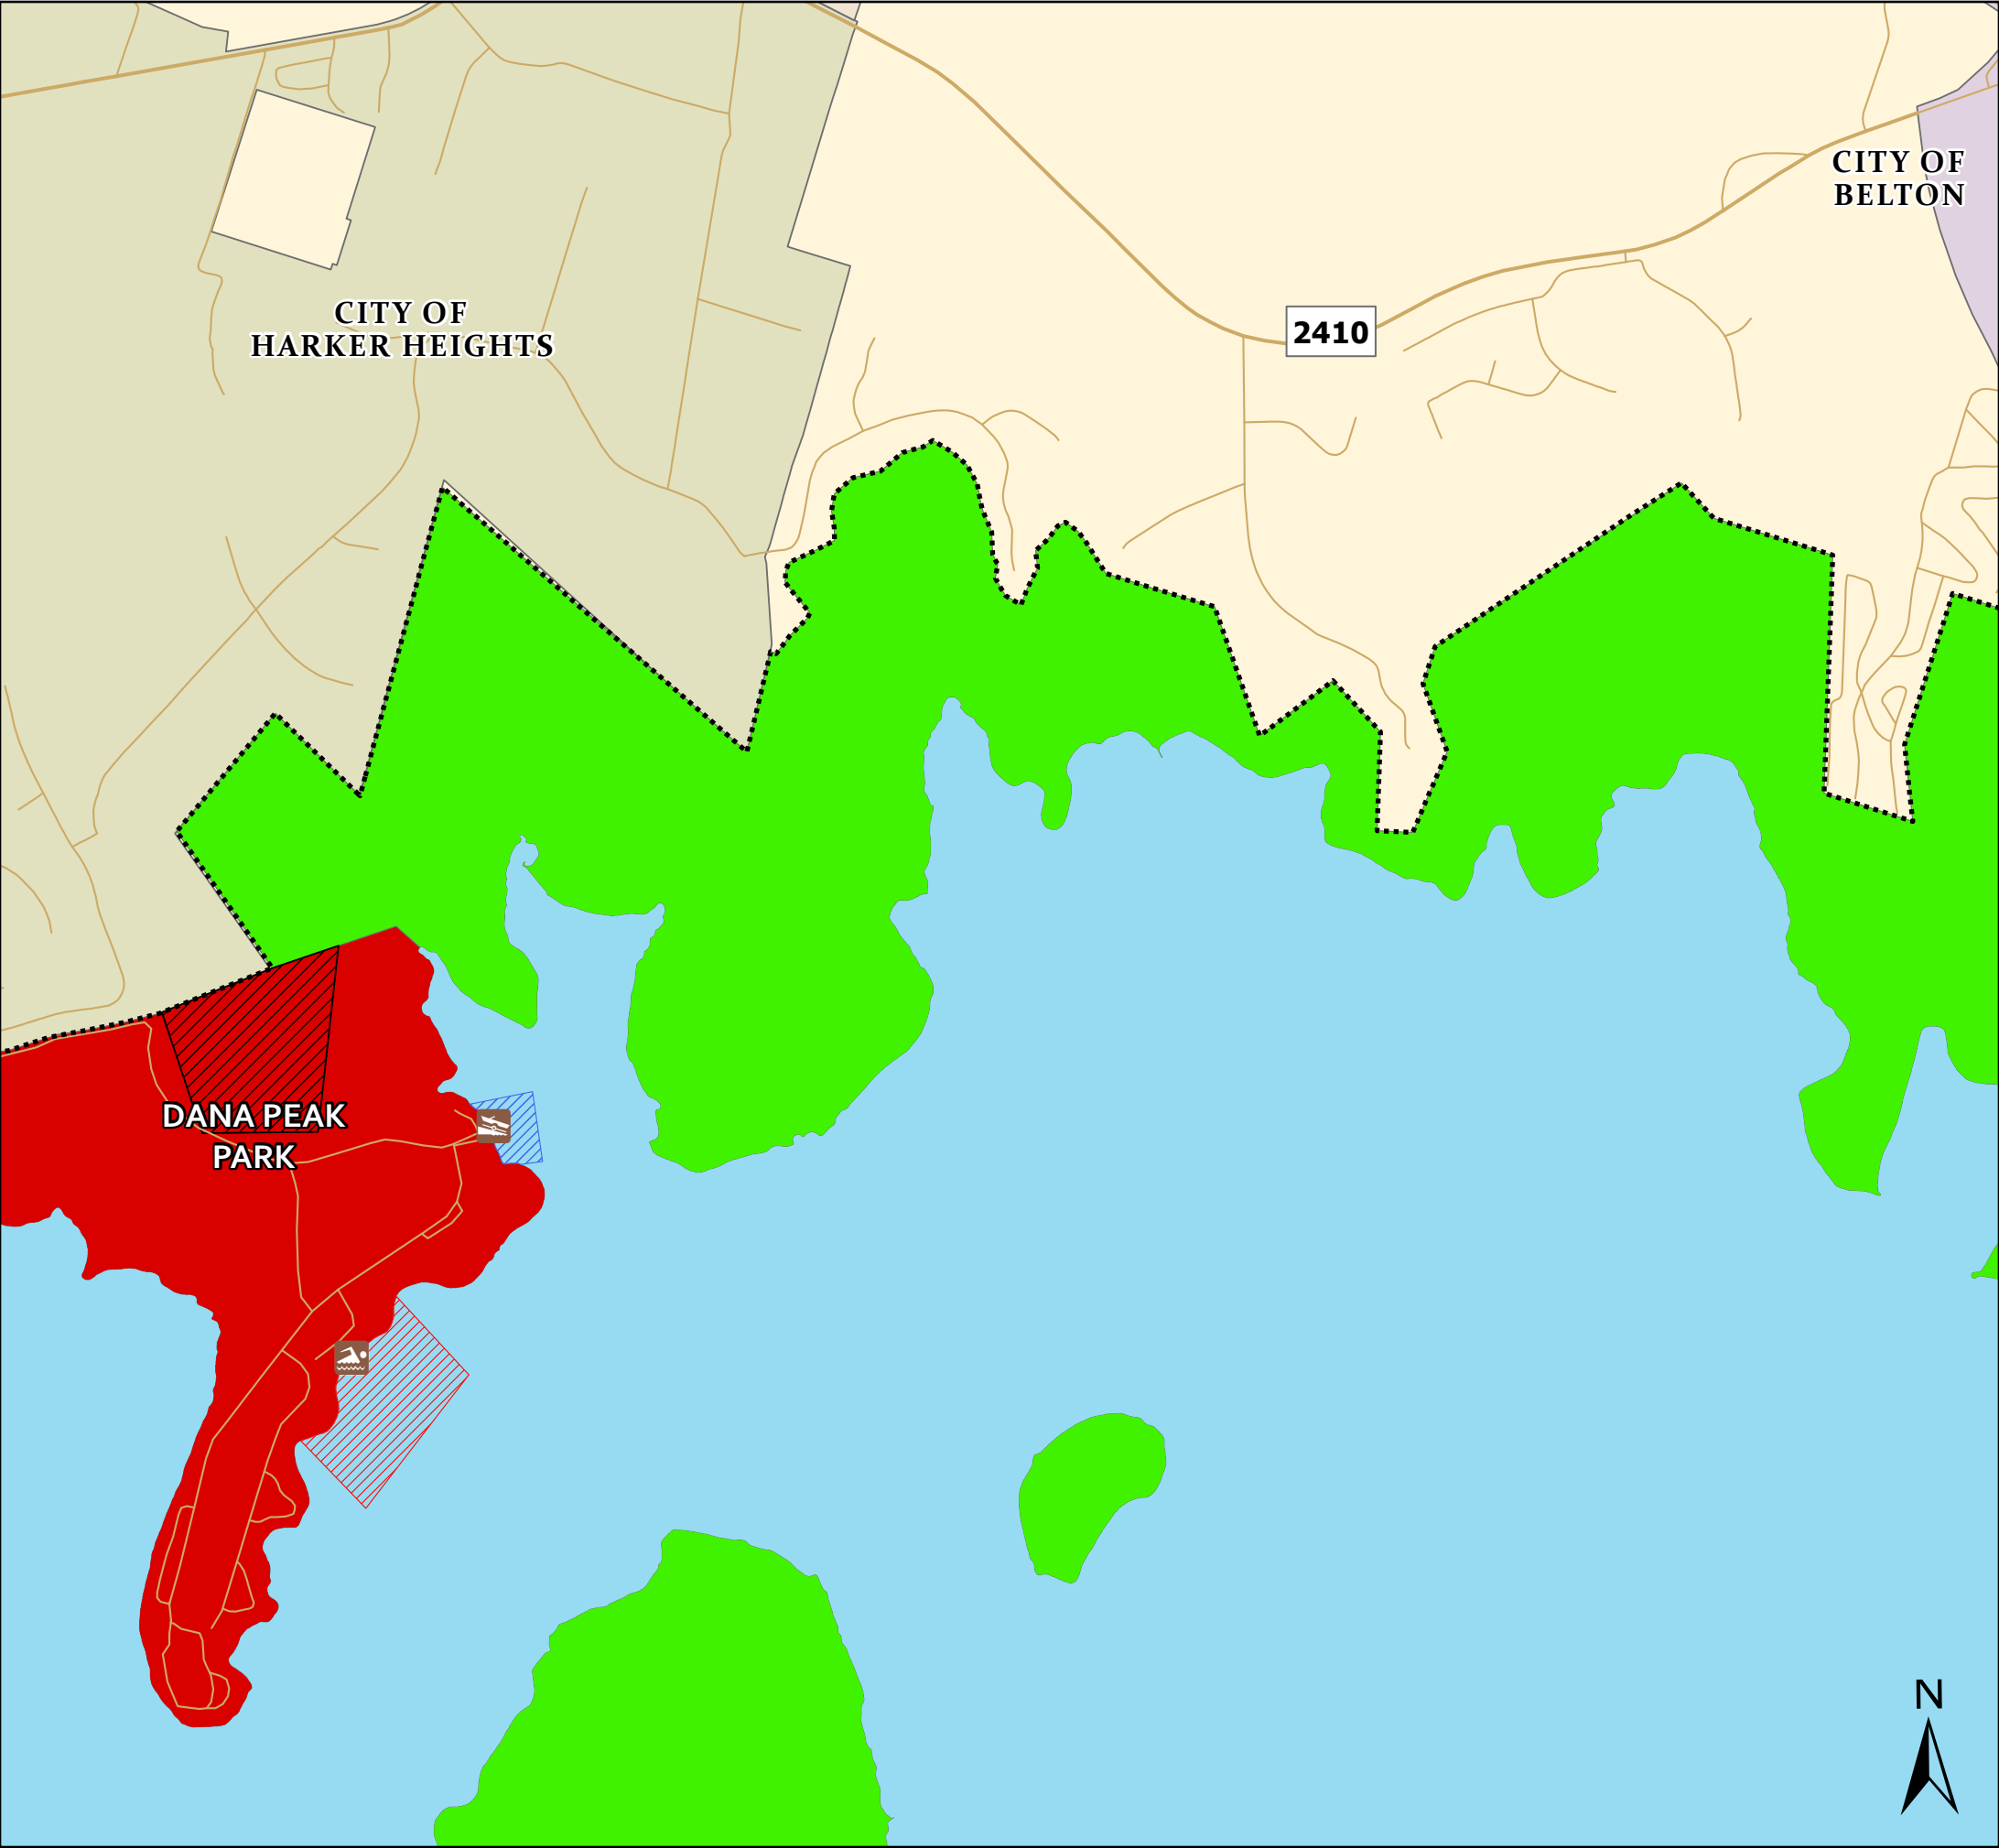 CITY OF
BELTON
CITY OF
HARKER HEIGHTS
2410
DANA PEAK
PARK
N